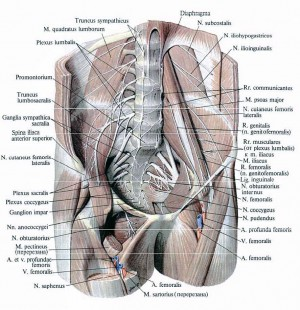 Truncus sympathicus
M. quadratus lumborum
Plexus lumbalis
Promontorium
Truncus
lumbosacralis
Ganglia sympathica
sacralia
Spina iliaca
anterior superior
N. cutaneus femoris
lateralis
Plexus sacralis
Plexus coccygeus
Ganglion impar
Nn. anococcygei
N. obturatorius
M. pectineus
(перерезана)
A. et v. profundae
femoris
V. femoralis
N. saphenus
A. femoralis
M. sartorius (перерезана)
Diaphragma
N. subcostalis
N. iliohypogastricus
N. ilioinguinalis
Rr. communicantes
M. psoas major
N. cutaneus femoris
lateralis
R. genitalis
(n. genitofemoralis)
Rr. musculares
(от plexus lumbalis)
к m. iliacus
M. iliacus
R. femoralis
(n. genitofemoralis)
Lig. inguinale
N. obturatorius
internus
N. femoralis
N. coccygeus
N. pudendus
A. profunda femoris
V. femoralis
A. femoralis